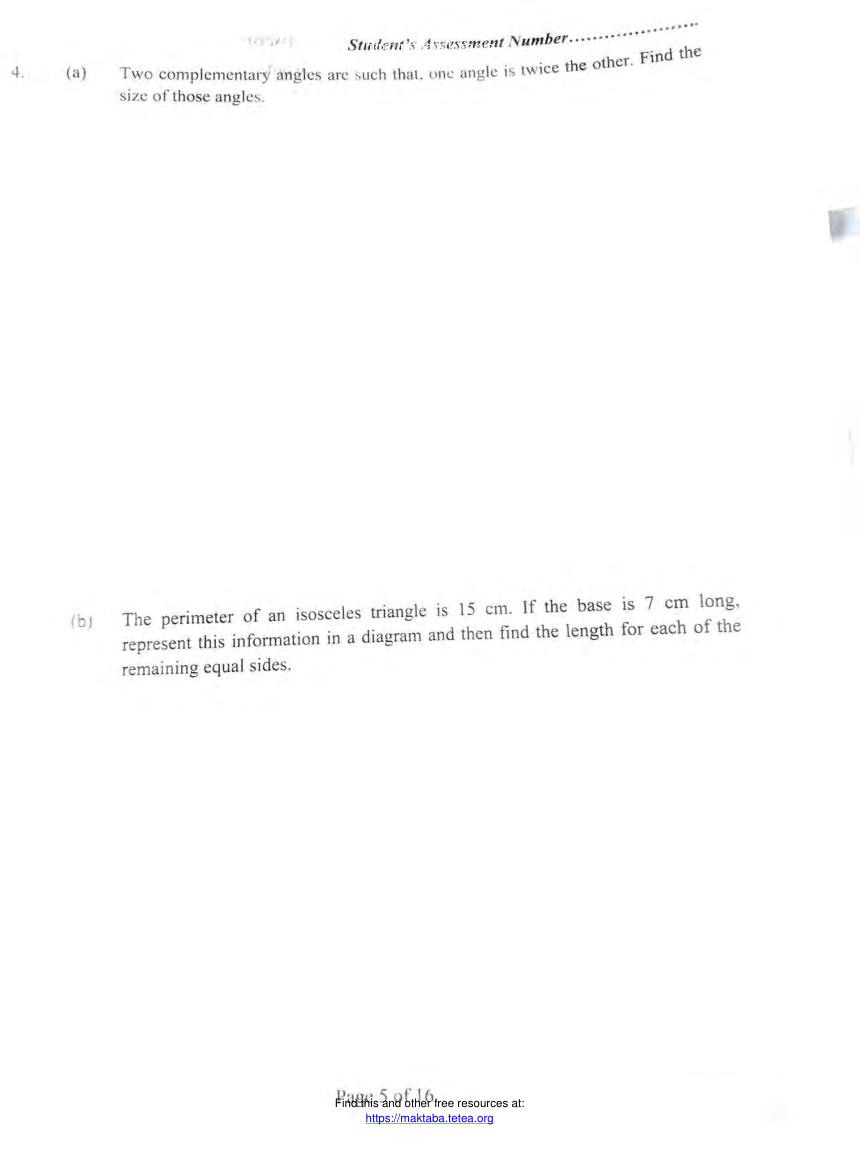 Student's Assessment Number........................
4. (a) Two complementary angles are such that, one angle is twice the other. Find the
size of those angles.
(b) The perimeter of an isosceles triangle is 15 cm. If the base is 7 cm long,
represent this information in a diagram and then find the length for each of the
remaining equal sides.
Page 5 of 16
Find this and other free resources at:
https://maktaba.tetea.org